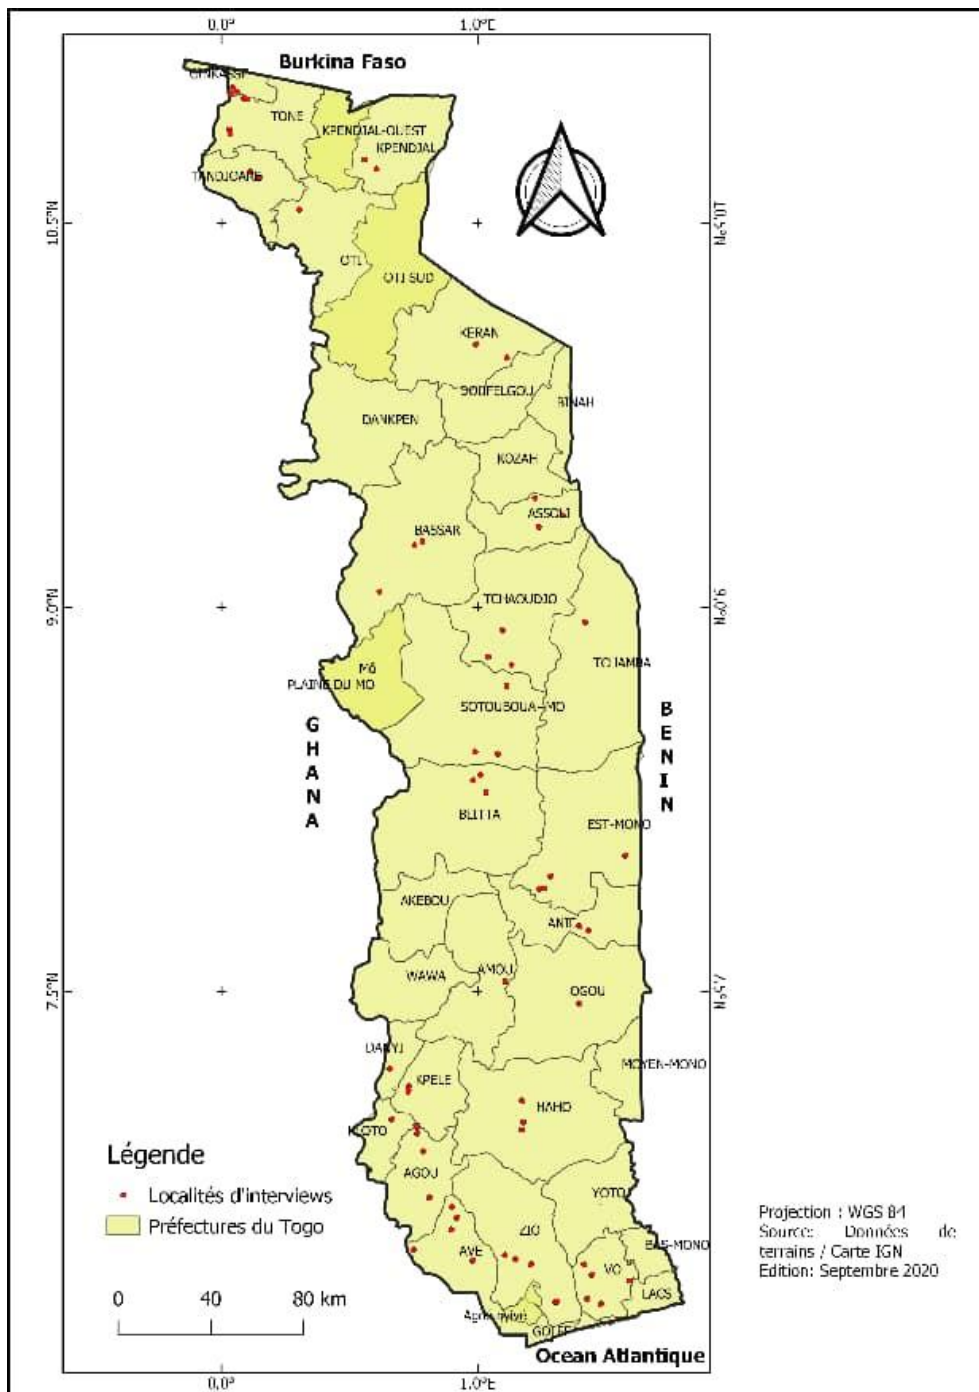 0.0°
1.0°E
Burkina Faso
CINKASSE
TONE
KPENDJAL-OUEST
KPENDJAL
TANDJOARE
10.5°N
10.5°N
OTI
OTI SUD
KERAN
DOUFELGOU
BINAH
DANKPEN
KOZAH
ASSOLI
BASSAR
TCHAOUDJO
9.0°N
9.0°N
TCHAMBA
Mô
PLAINE DU MO
SOTOUBOUA-MO
GHANA
BENIN
BLITTA
EST-MONO
AKEBOU
ANIE
AMOU
WAWA
OGOU
7.5°N
7.5°N
DANYI
MOYEN-MONO
KPELE
HAHO
KLOTO
Légende
AGOU
Localités d'interviews
YOTO
Préfectures du Togo
ZIO
BAS-MONO
AVE
VO
LACS
0 40 80 km
GOLFE
Ocean Atlantique
0.0°
1.0°E
Projection : WGS 84
Source: Données de
terrains / Carte IGN
Edition: Septembre 2020